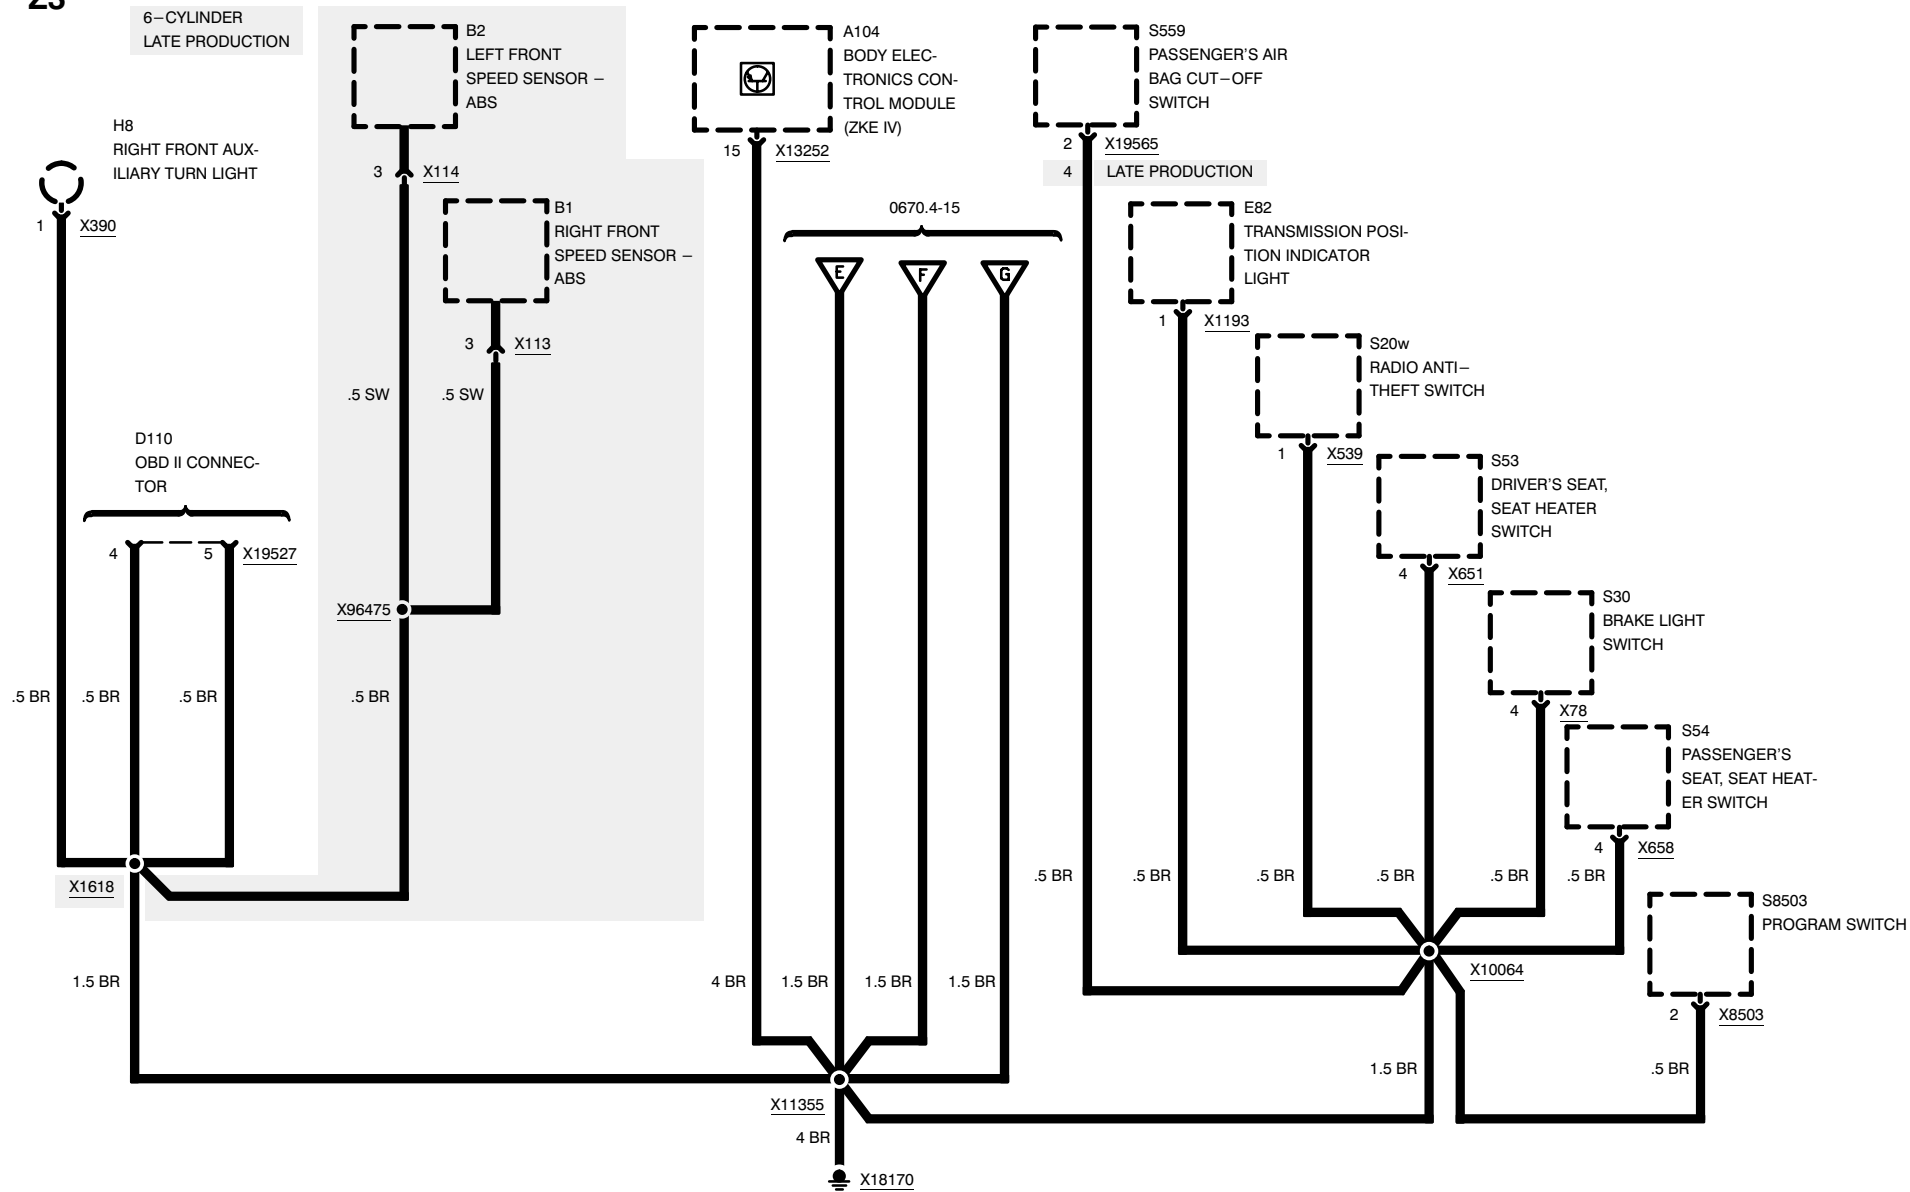 Z3
6–CYLINDER
LATE PRODUCTION
B2
LEFT FRONT
SPEED SENSOR –
ABS
A104
BODY ELEC-
TRONICS CON-
TROL MODULE
(ZKE IV)
S559
PASSENGER'S AIR
BAG CUT–OFF
SWITCH
H8
RIGHT FRONT AUX-
ILIARY TURN LIGHT
1 X390
3 X114
15 X13252
2 X19565
4 LATE PRODUCTION
B1
RIGHT FRONT
SPEED SENSOR –
ABS
0670.4-15
E F G
E82
TRANSMISSION POSI-
TION INDICATOR
LIGHT
1 X1193
3 X113
S20w
RADIO ANTI–
THEFT SWITCH
.5 SW .5 SW
D110
OBD II CONNEC-
TOR
1 X539
S53
DRIVER'S SEAT,
SEAT HEATER
SWITCH
4 5 X19527
4 X651
X96475
S30
BRAKE LIGHT
SWITCH
.5 BR .5 BR .5 BR .5 BR
4 X78
S54
PASSENGER'S
SEAT, SEAT HEAT-
ER SWITCH
4 X658
X1618
.5 BR .5 BR .5 BR .5 BR .5 BR .5 BR
S8503
PROGRAM SWITCH
X10064
1.5 BR 4 BR 1.5 BR 1.5 BR 1.5 BR
2 X8503
1.5 BR .5 BR
X11355
4 BR
X18170